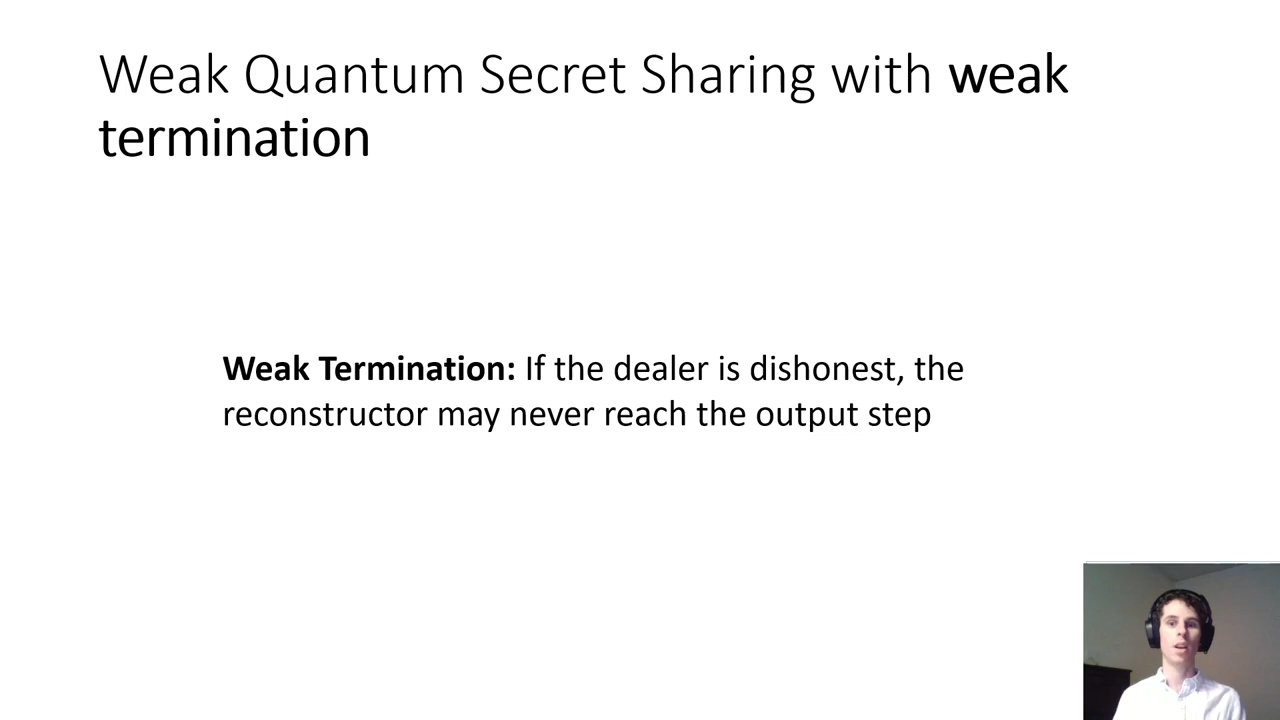 Weak Quantum Secret Sharing with weak
termination
Weak Termination: If the dealer is dishonest, the
reconstructor may never reach the output step